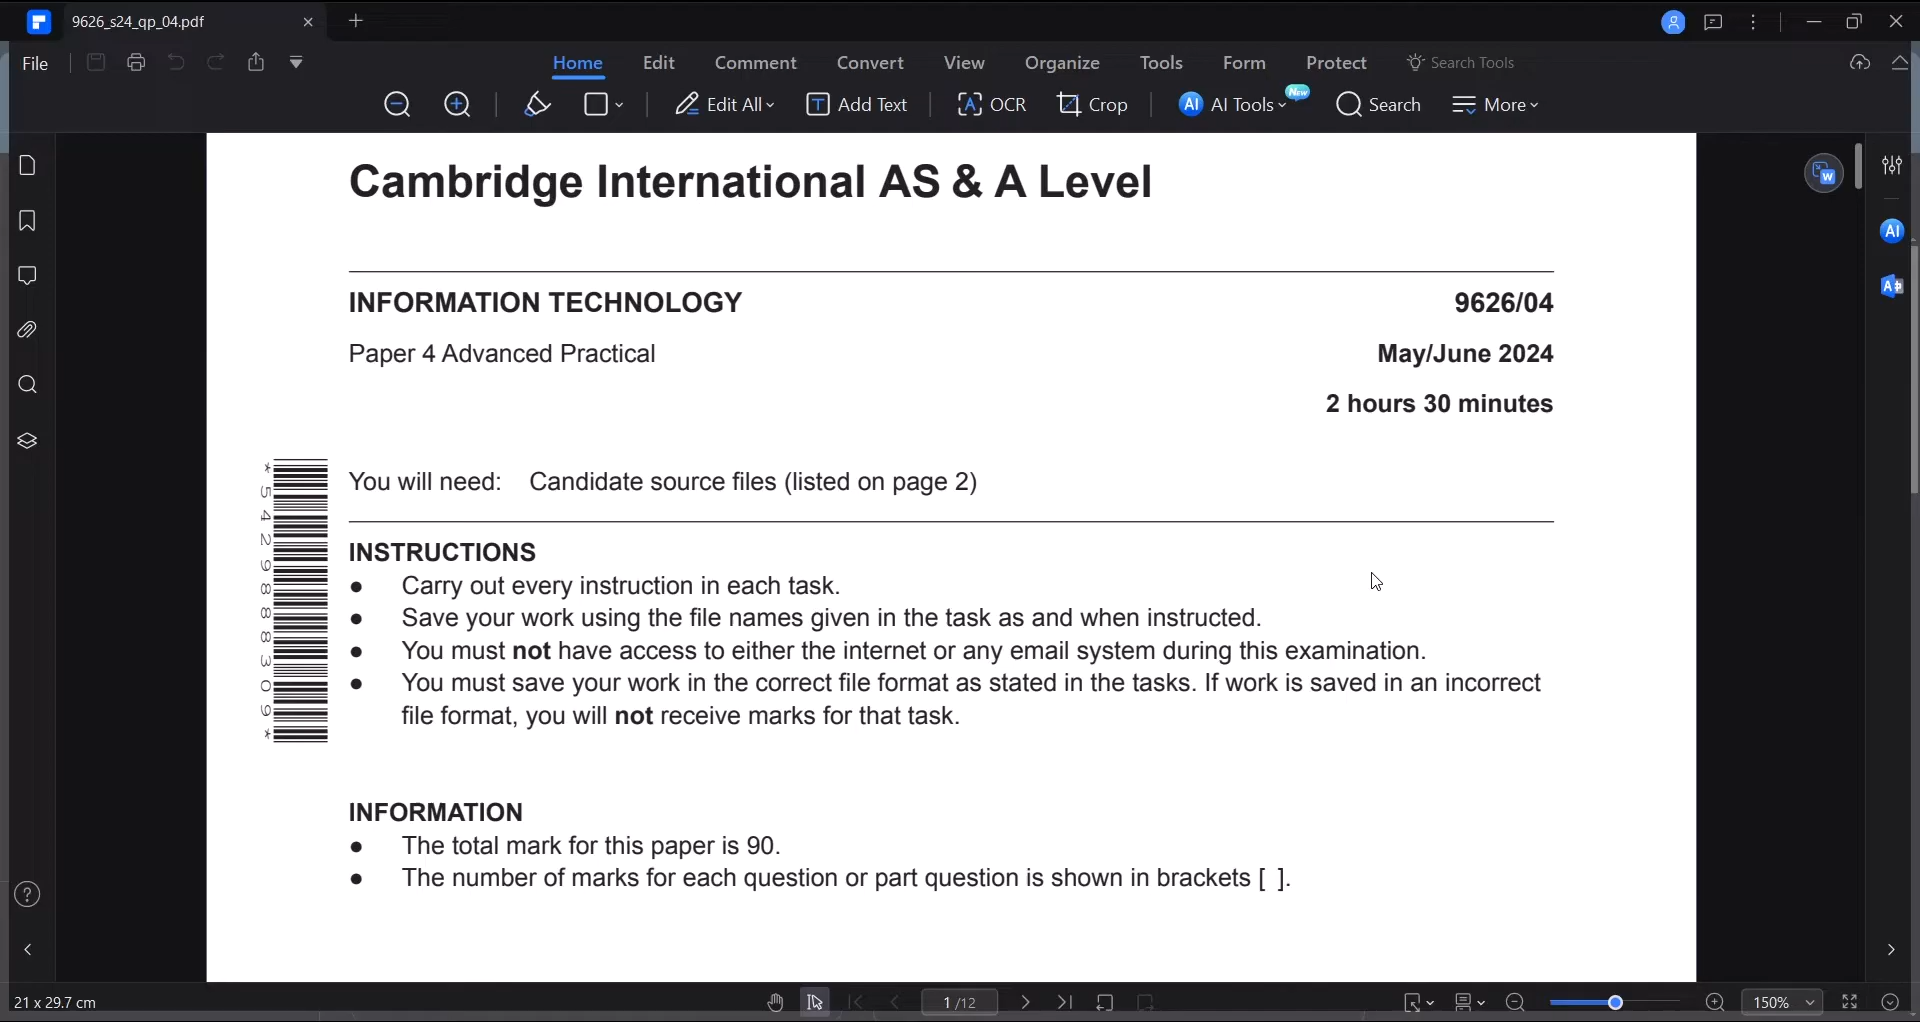 9626_s24_qp_04.pdf
File
Home Edit Comment Convert View Organize Tools Form Protect Search Tools
Edit All Add Text OCR Crop AI AI Tools New Search More
W
Cambridge International AS & A Level
AI
INFORMATION TECHNOLOGY 9626/04
Paper 4 Advanced Practical May/June 2024
2 hours 30 minutes
*5429888309*
You will need: Candidate source files (listed on page 2)
INSTRUCTIONS
● Carry out every instruction in each task.
● Save your work using the file names given in the task as and when instructed.
● You must not have access to either the internet or any email system during this examination.
● You must save your work in the correct file format as stated in the tasks. If work is saved in an incorrect
file format, you will not receive marks for that task.
INFORMATION
● The total mark for this paper is 90.
● The number of marks for each question or part question is shown in brackets [ ].
21 x 29.7 cm 1 /12 150%